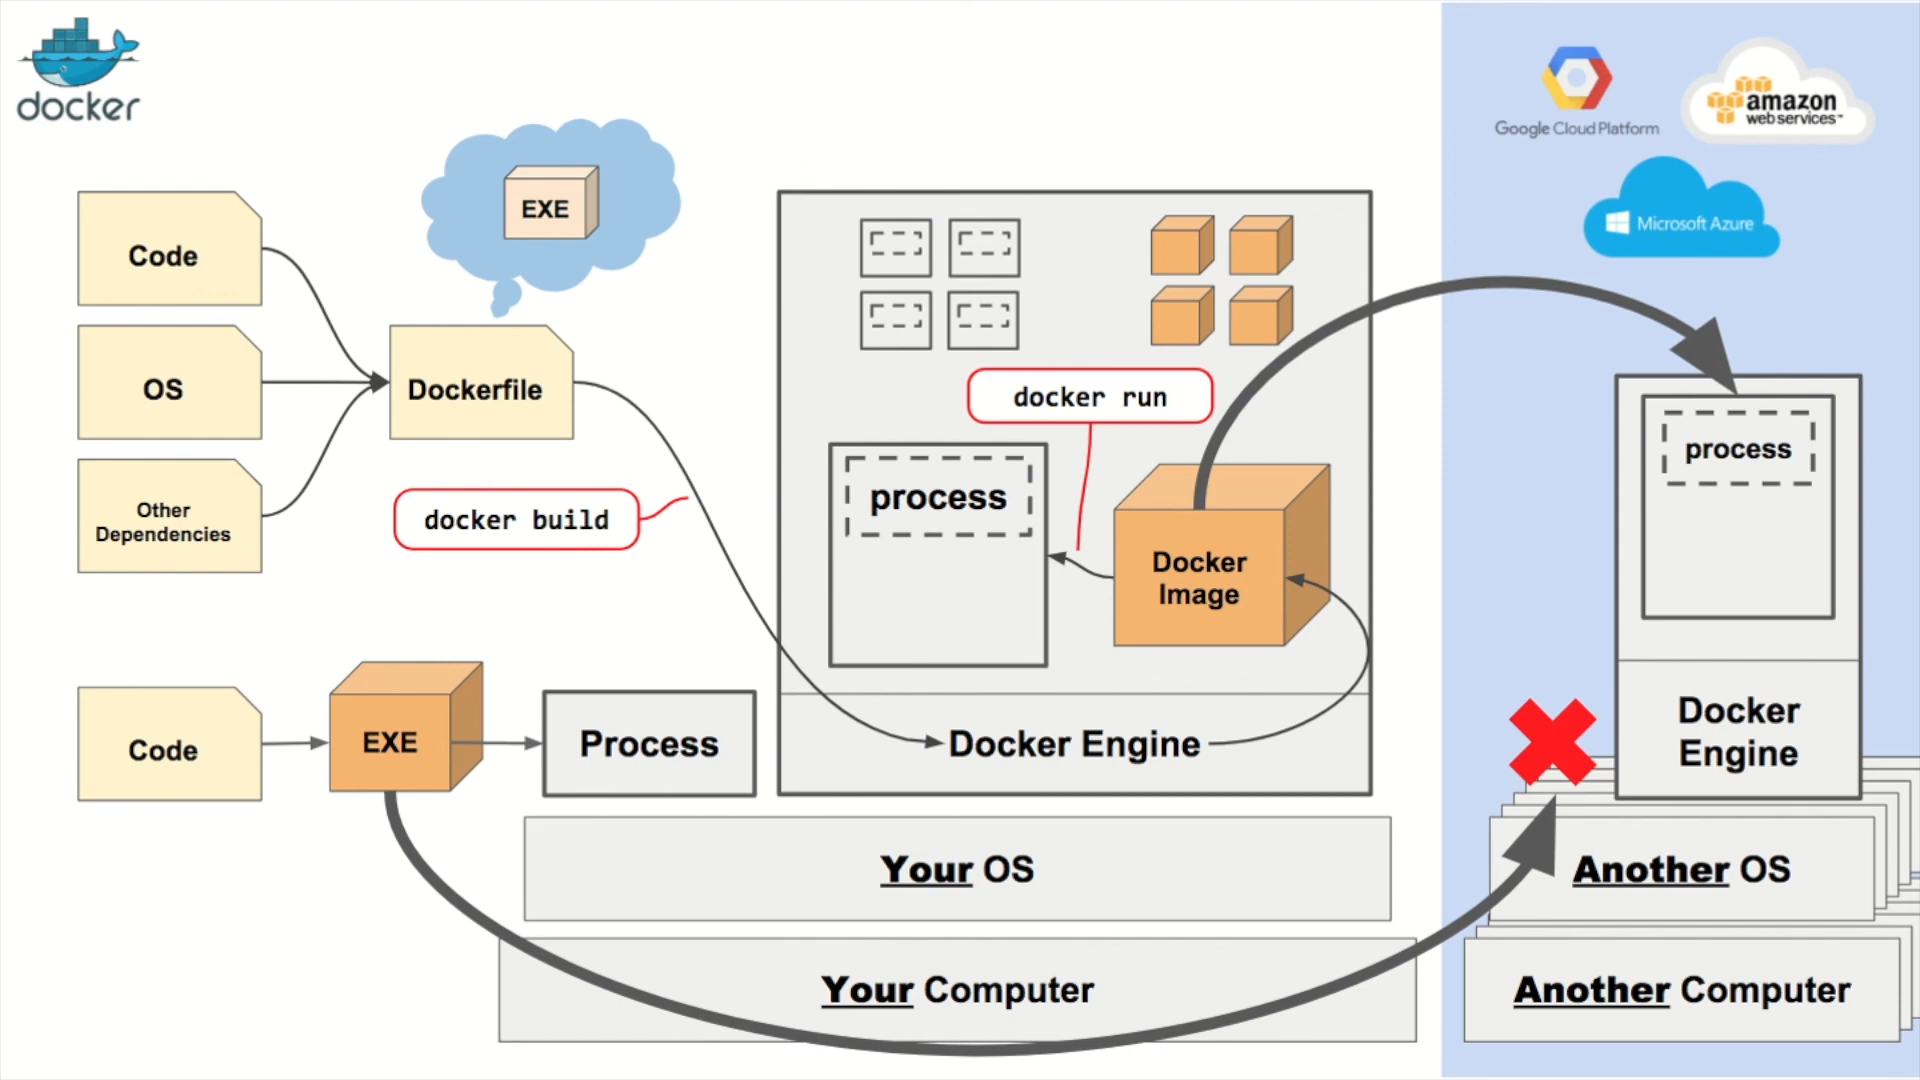 docker
Google Cloud Platform
amazon
web services™
Microsoft Azure
EXE
Code
OS
Other
Dependencies
Dockerfile
docker build
docker run
process
Docker
Image
Docker Engine
process
Docker
Engine
Code
EXE
Process
Your OS
Another OS
Your Computer
Another Computer